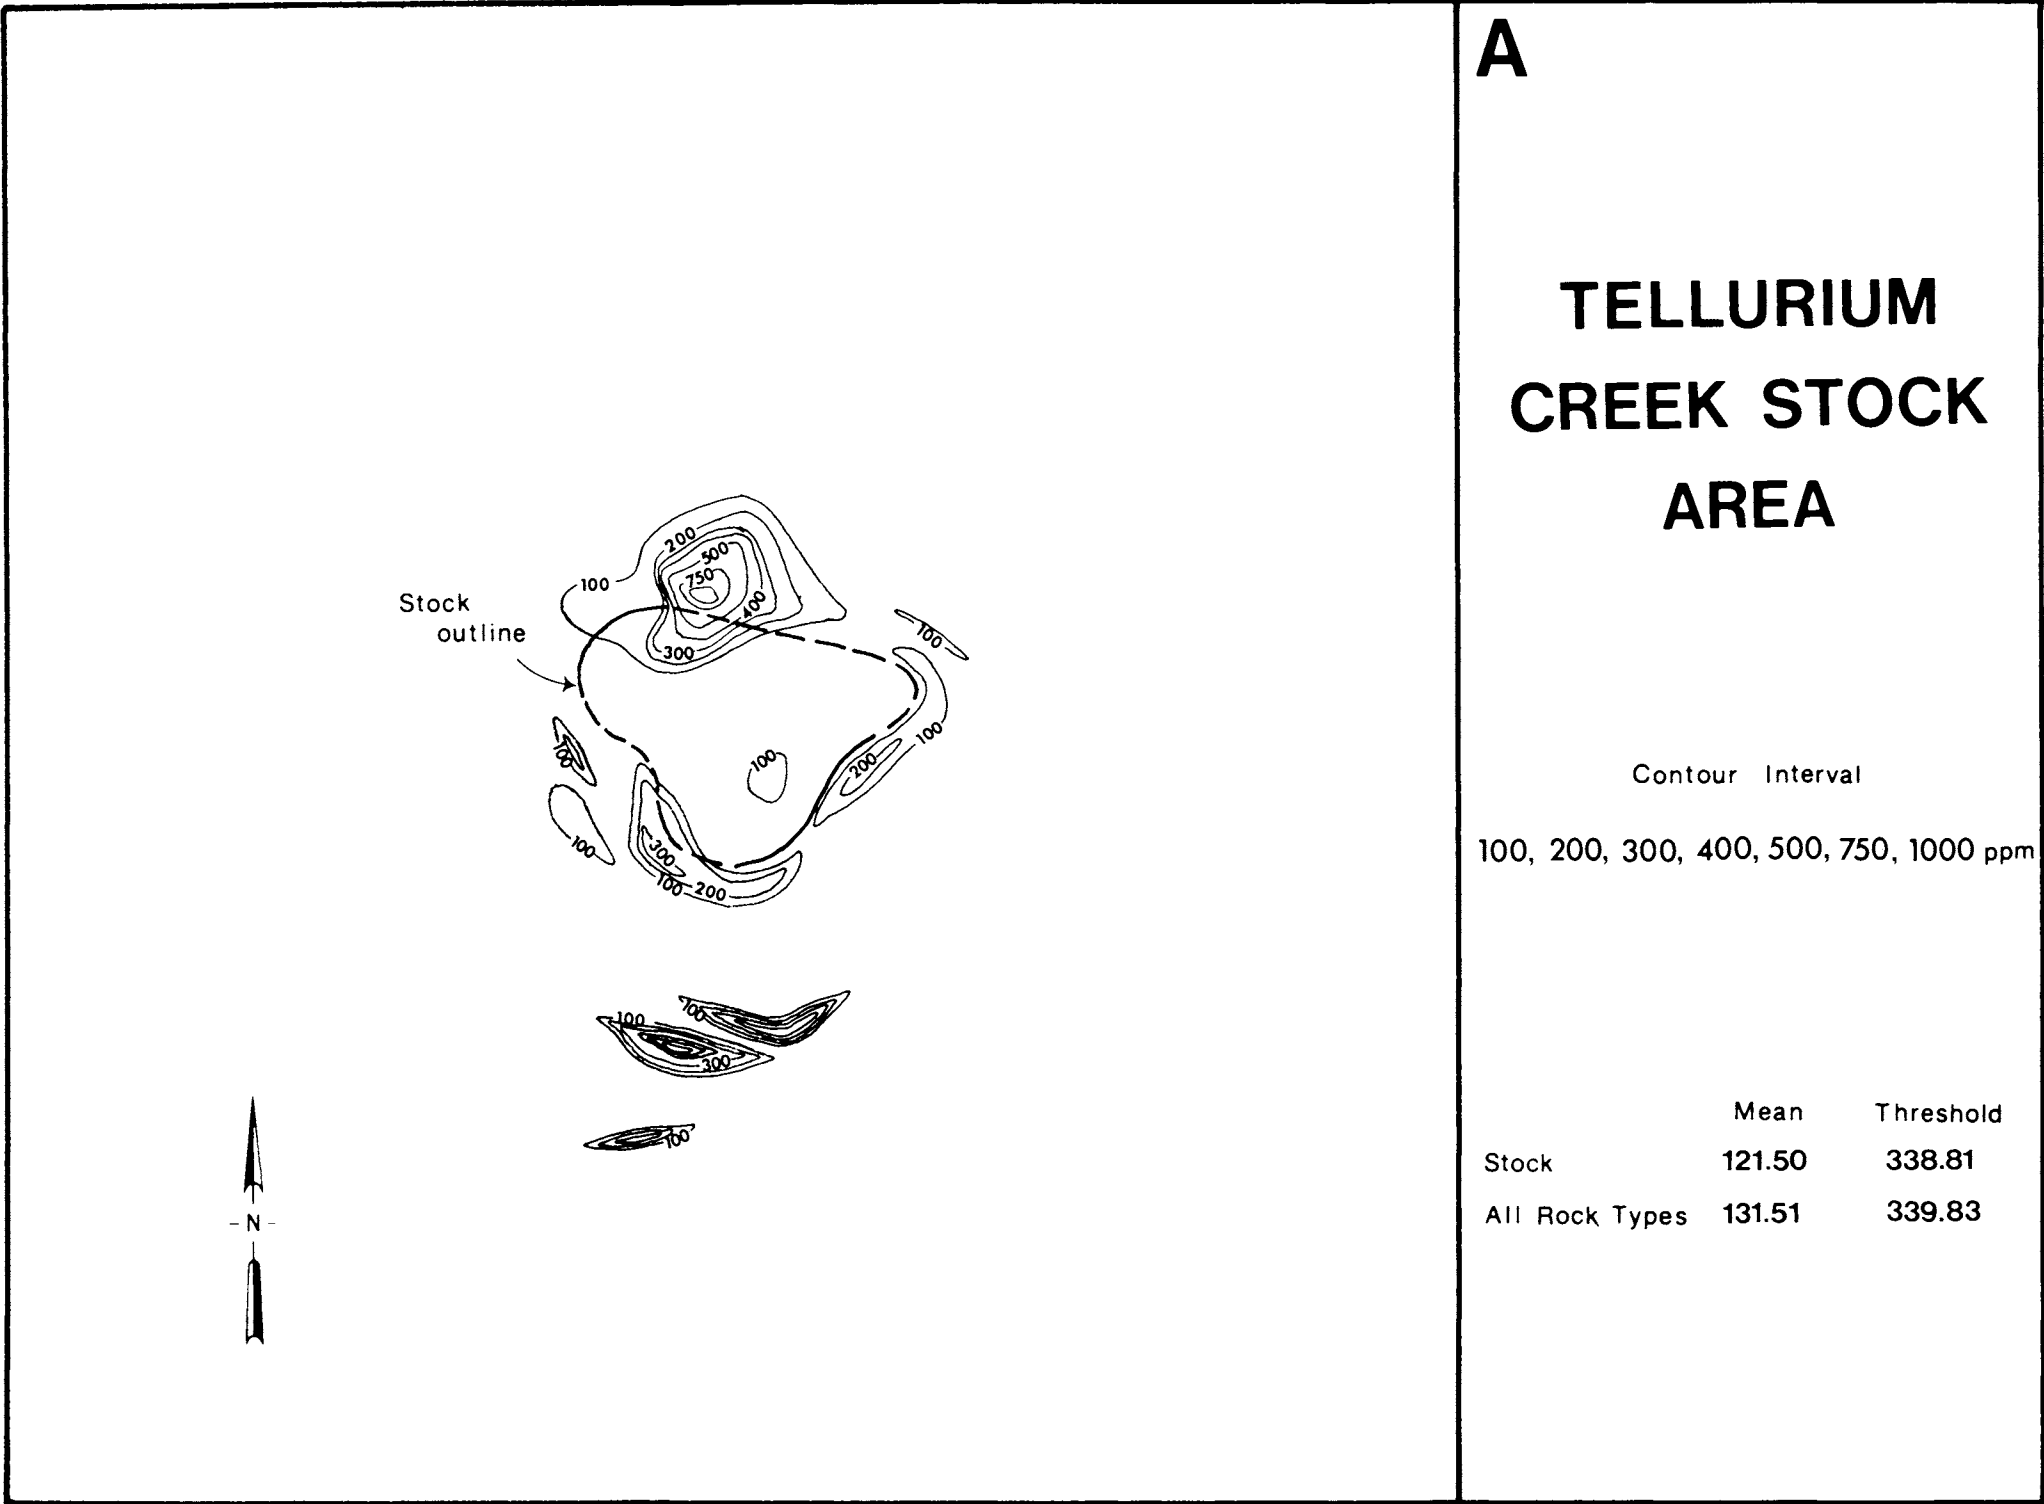 A
TELLURIUM
CREEK STOCK
AREA
Contour Interval
100, 200, 300, 400, 500, 750, 1000 ppm
Mean Threshold
Stock 121.50 338.81
All Rock Types 131.51 339.83
Stock
outline
200
500
750
100
400
300
100
100
100
200
100
100
300
100
200
100
100
300
100
- N -